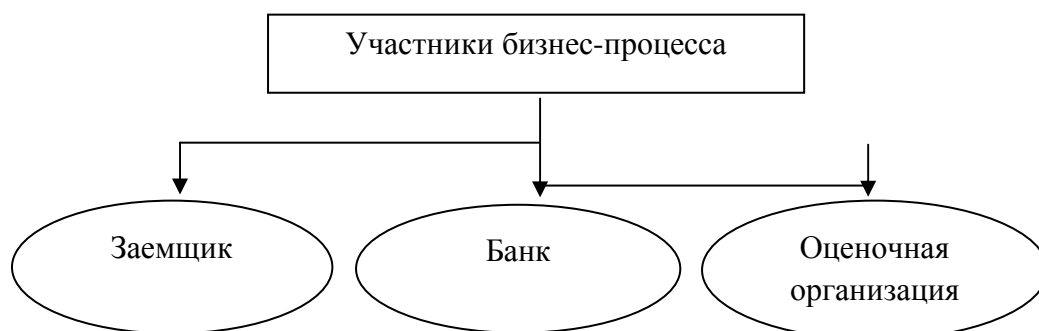 Участники бизнес-процесса
Заемщик
Банк
Оценочная
организация